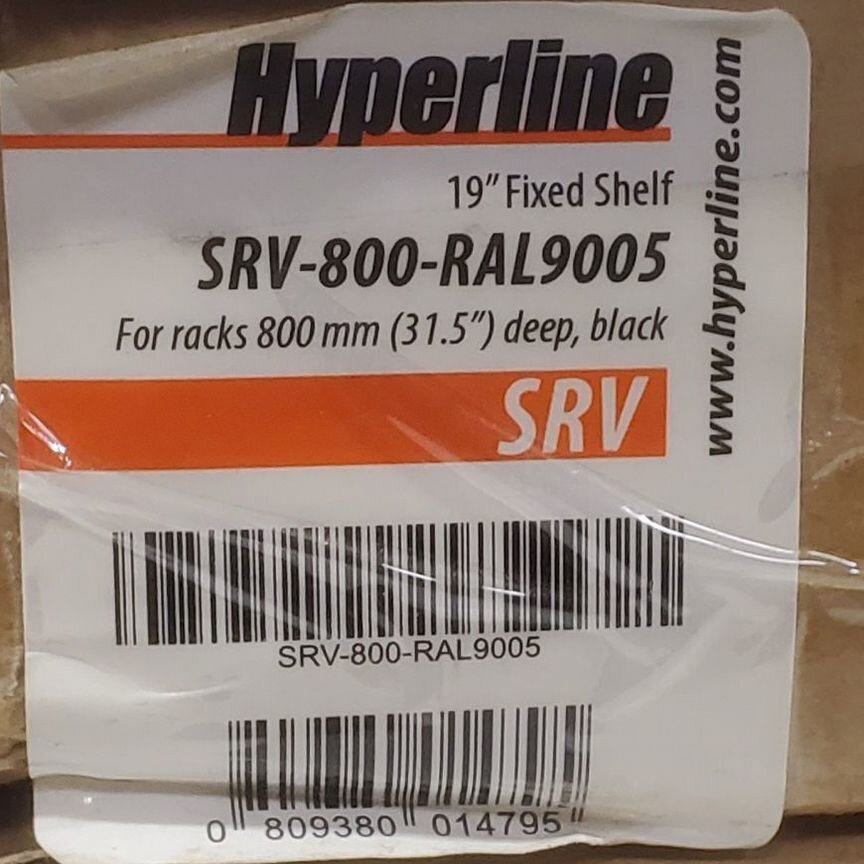 Hyperline
www.hyperline.com
19" Fixed Shelf
SRV-800-RAL9005
For racks 800 mm (31.5") deep, black
SRV
SRV-800-RAL9005
0 809380 014795